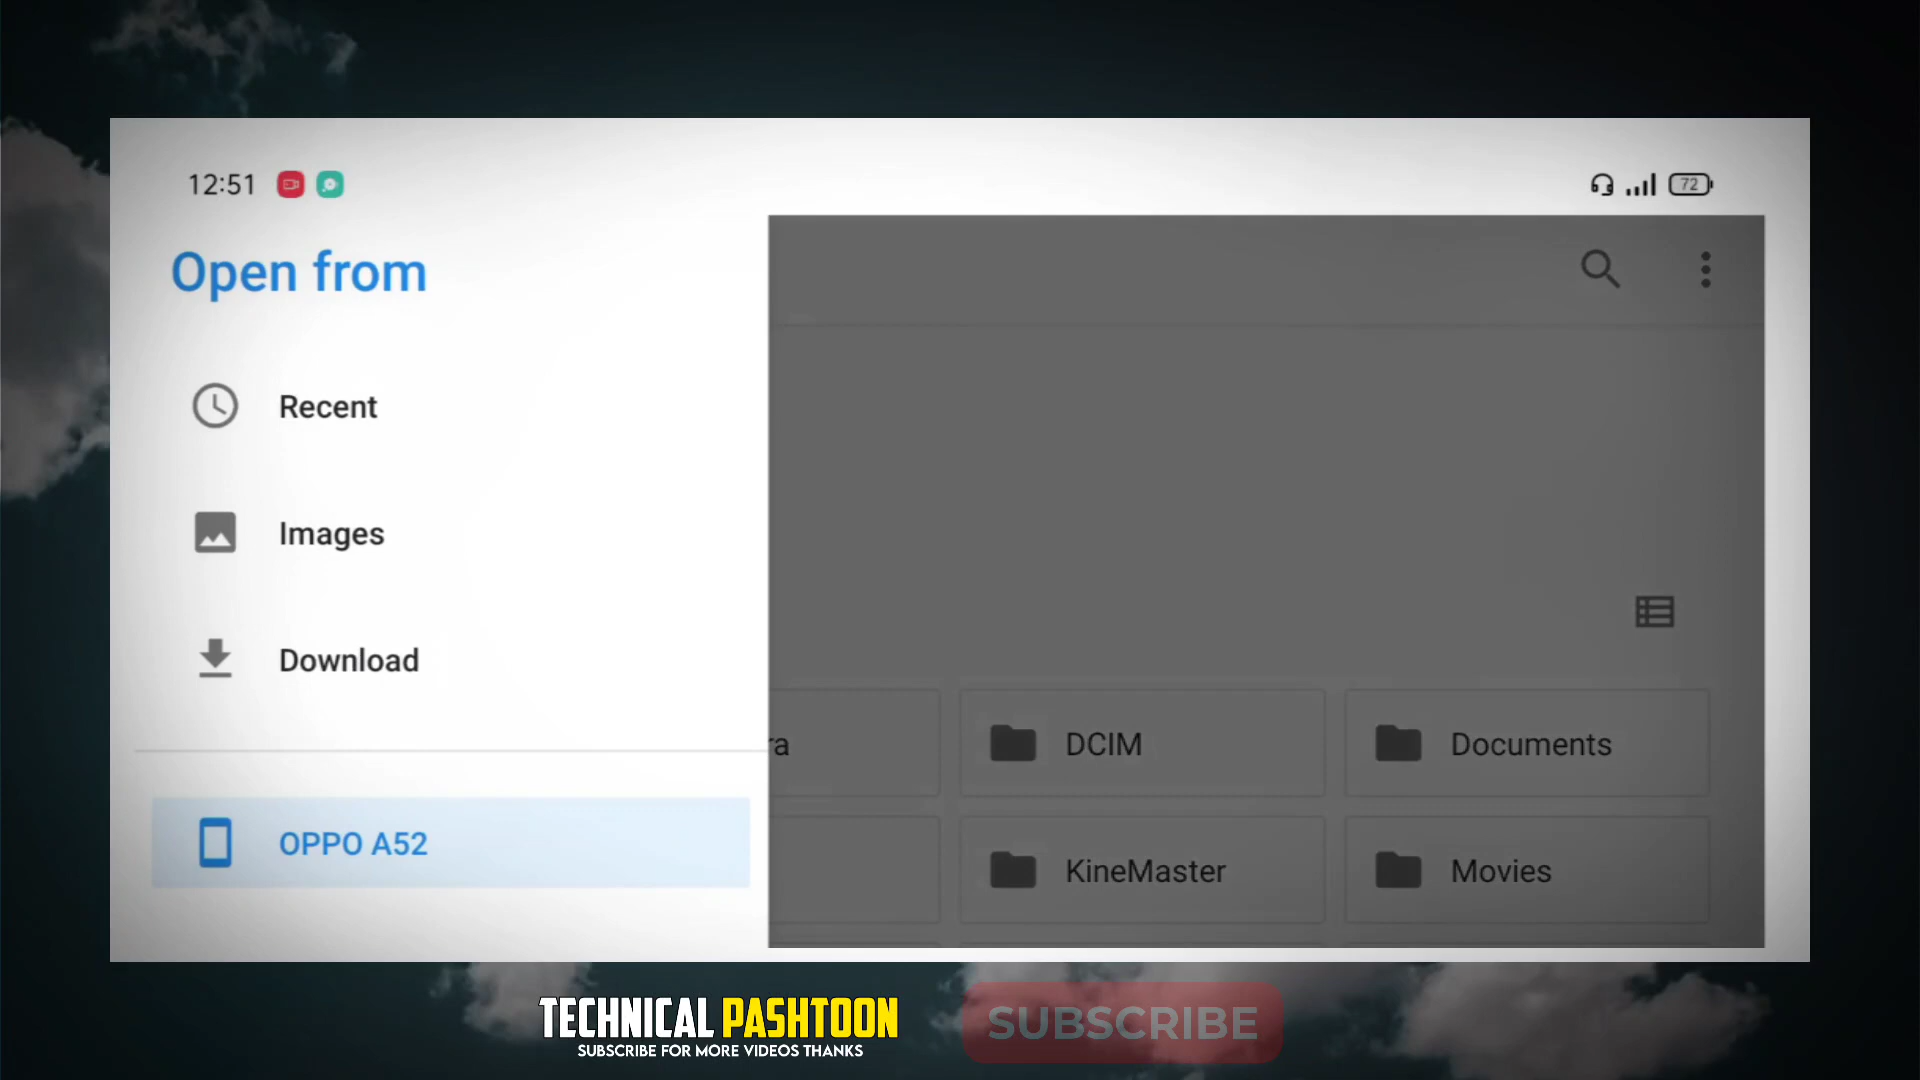 12:51
72
Open from
Recent
Images
Download
OPPO A52
ra
DCIM
Documents
KineMaster
Movies
TECHNICAL PASHTOON
SUBSCRIBE FOR MORE VIDEOS THANKS
SUBSCRIBE